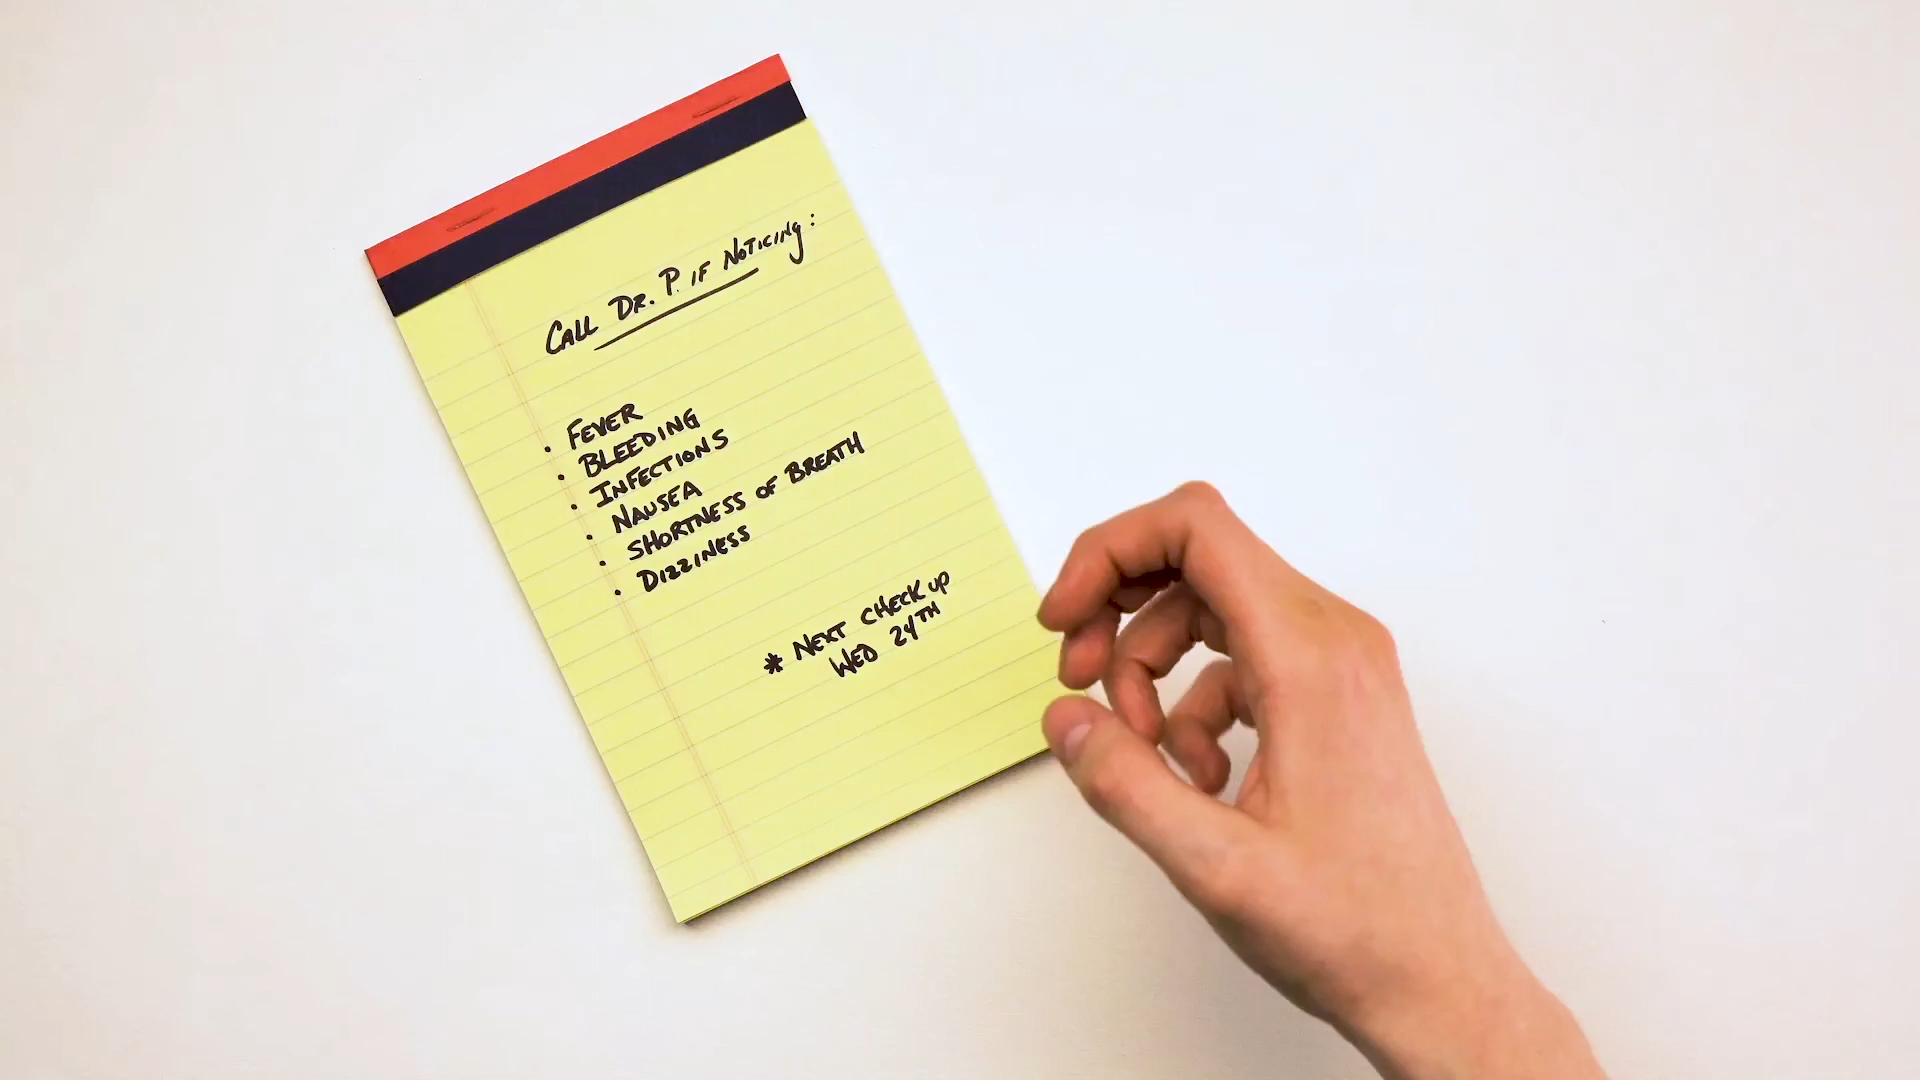 CALL DR. P. IF NOTICING:
• FEVER
• BLEEDING
• INFECTIONS
• NAUSEA
• SHORTNESS OF BREATH
• DIZZINESS
* NEXT CHECK UP
WED 24TH